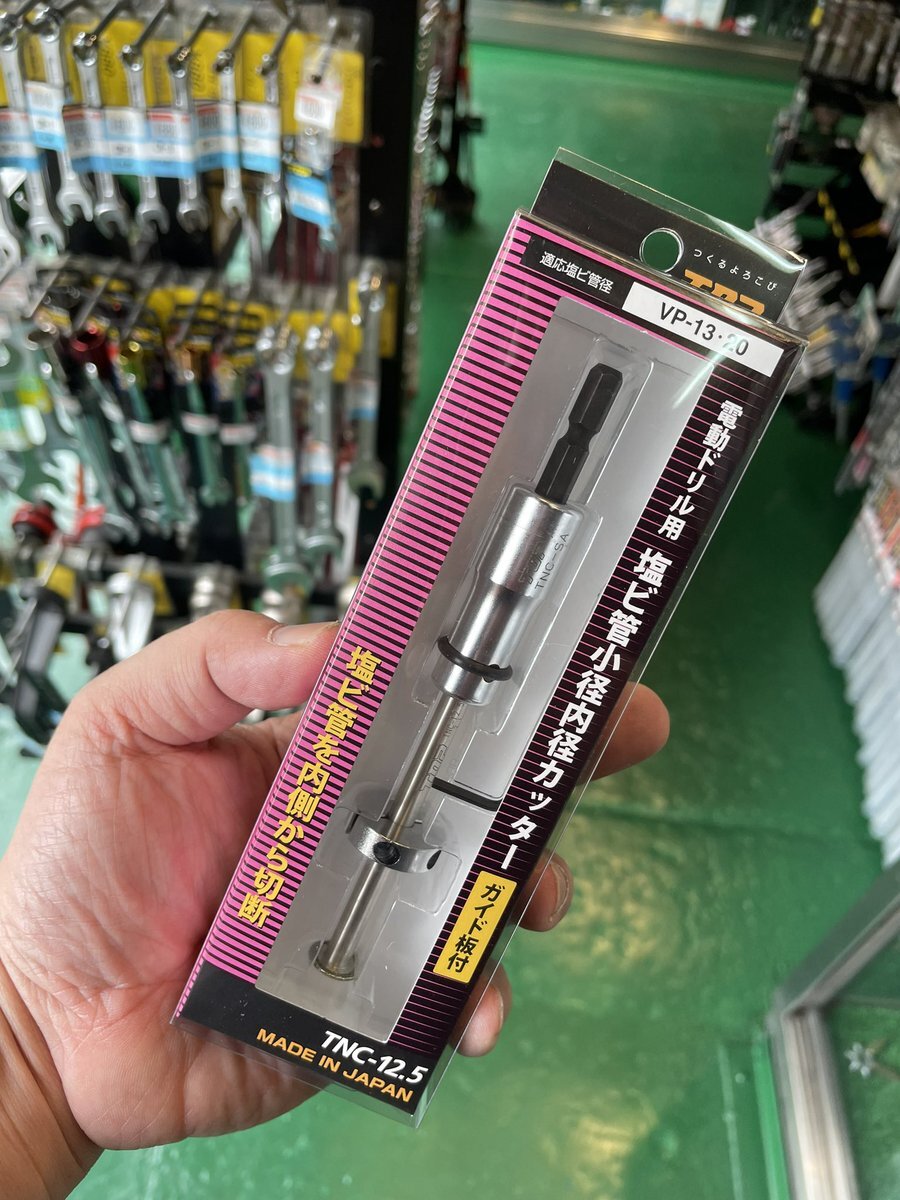 つくるよろこび
適応塩ビ管径
VP-13・20
電動ドリル用 塩ビ管小径内径カッター
ガイド板付
塩ビ管を内側から切断
TNC-SA
TNC-12.5
MADE IN JAPAN